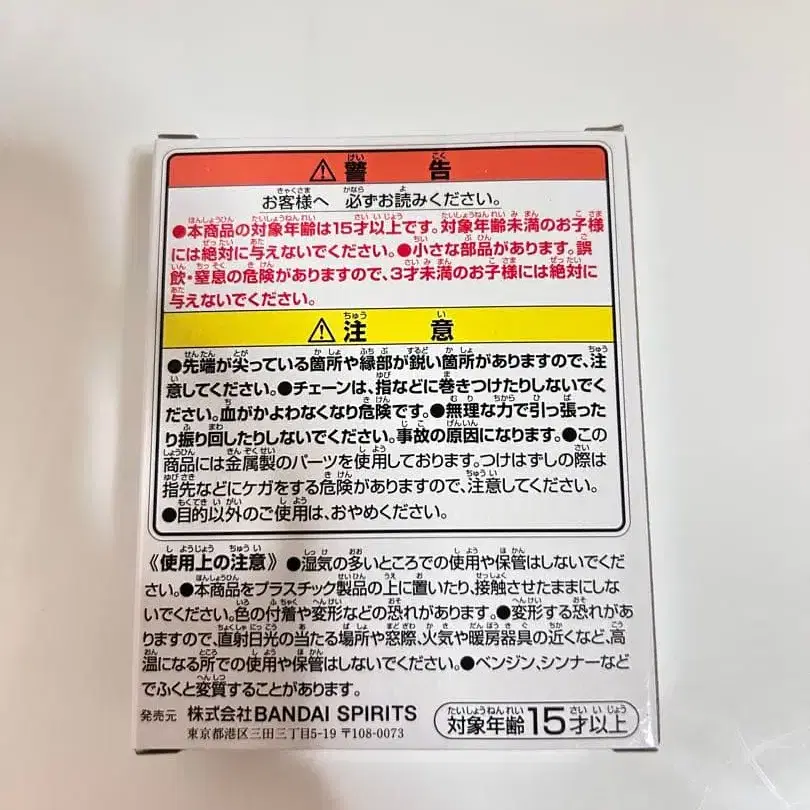 ⚠警告
お客様へ 必ずお読みください。
●本商品の対象年齢は15才以上です。対象年齢未満のお子様
には絶対に与えないでください。●小さな部品があります。誤
飲・窒息の危険がありますので、3才未満のお子様には絶対に
与えないでください。
⚠注意
●先端が尖っている箇所や縁部が鋭い箇所がありますので、注
意してください。●チェーンは、指などに巻きつけたりしないでく
ださい。血がかよわなくなり危険です。●無理な力で引っ張った
り振り回したりしないでください。事故の原因になります。●この
商品には金属製のパーツを使用しております。つけはずしの際は
指先などにケガをする危険がありますので、注意してください。
●目的以外のご使用は、おやめください。
《使用上の注意》●湿気の多いところでの使用や保管はしないでくだ
さい。●本商品をプラスチック製品の上に置いたり、接触させたままにし
ないでください。色の付着や変形などの恐れがあります。●変形する恐れがあ
りますので、直射日光の当たる場所や窓際、火気や暖房器具の近くなど、高
温になる所での使用や保管はしないでください。●ベンジン、シンナーなど
でふくと変質することがあります。
発売元 株式会社BANDAI SPIRITS
東京都港区三田三丁目5-19 〒108-0073
対象年齢15才以上